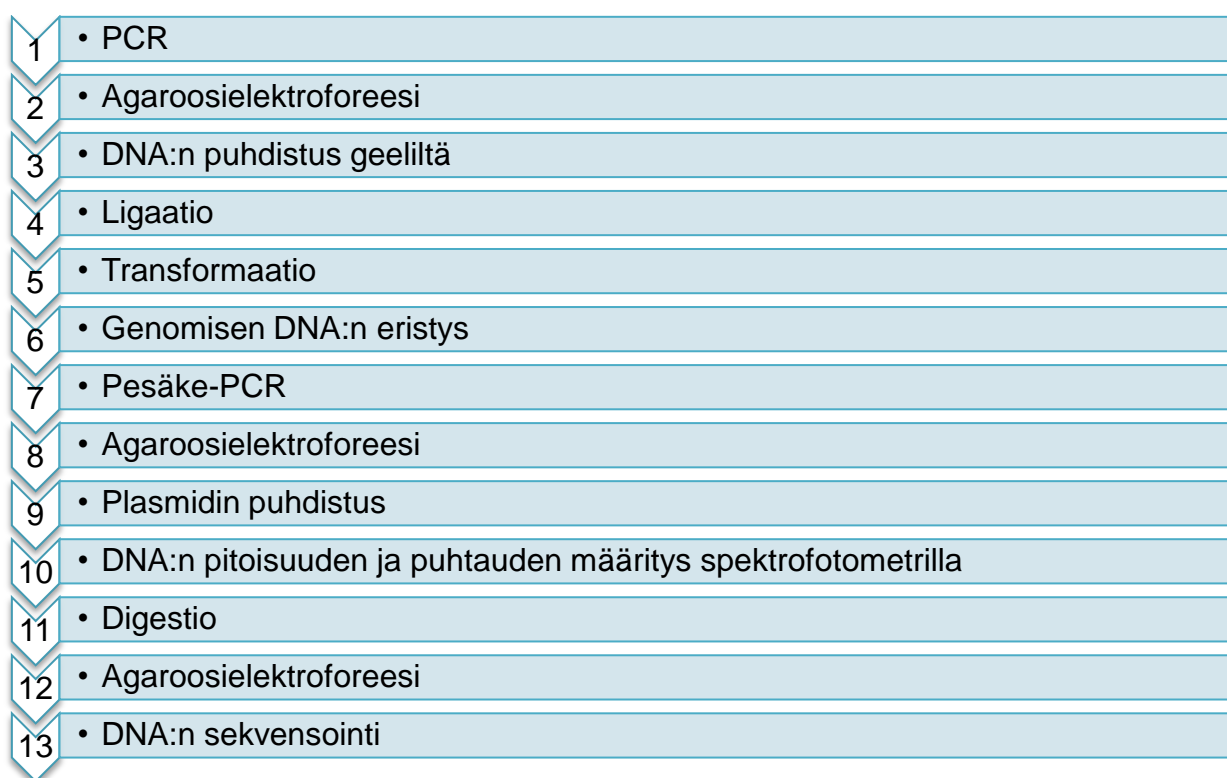 1 • PCR
2 • Agaroosielektroforeesi
3 • DNA:n puhdistus geeliltä
4 • Ligaatio
5 • Transformaatio
6 • Genomisen DNA:n eristys
7 • Pesäke-PCR
8 • Agaroosielektroforeesi
9 • Plasmidin puhdistus
10 • DNA:n pitoisuuden ja puhtauden määritys spektrofotometrilla
11 • Digestio
12 • Agaroosielektroforeesi
13 • DNA:n sekvensointi